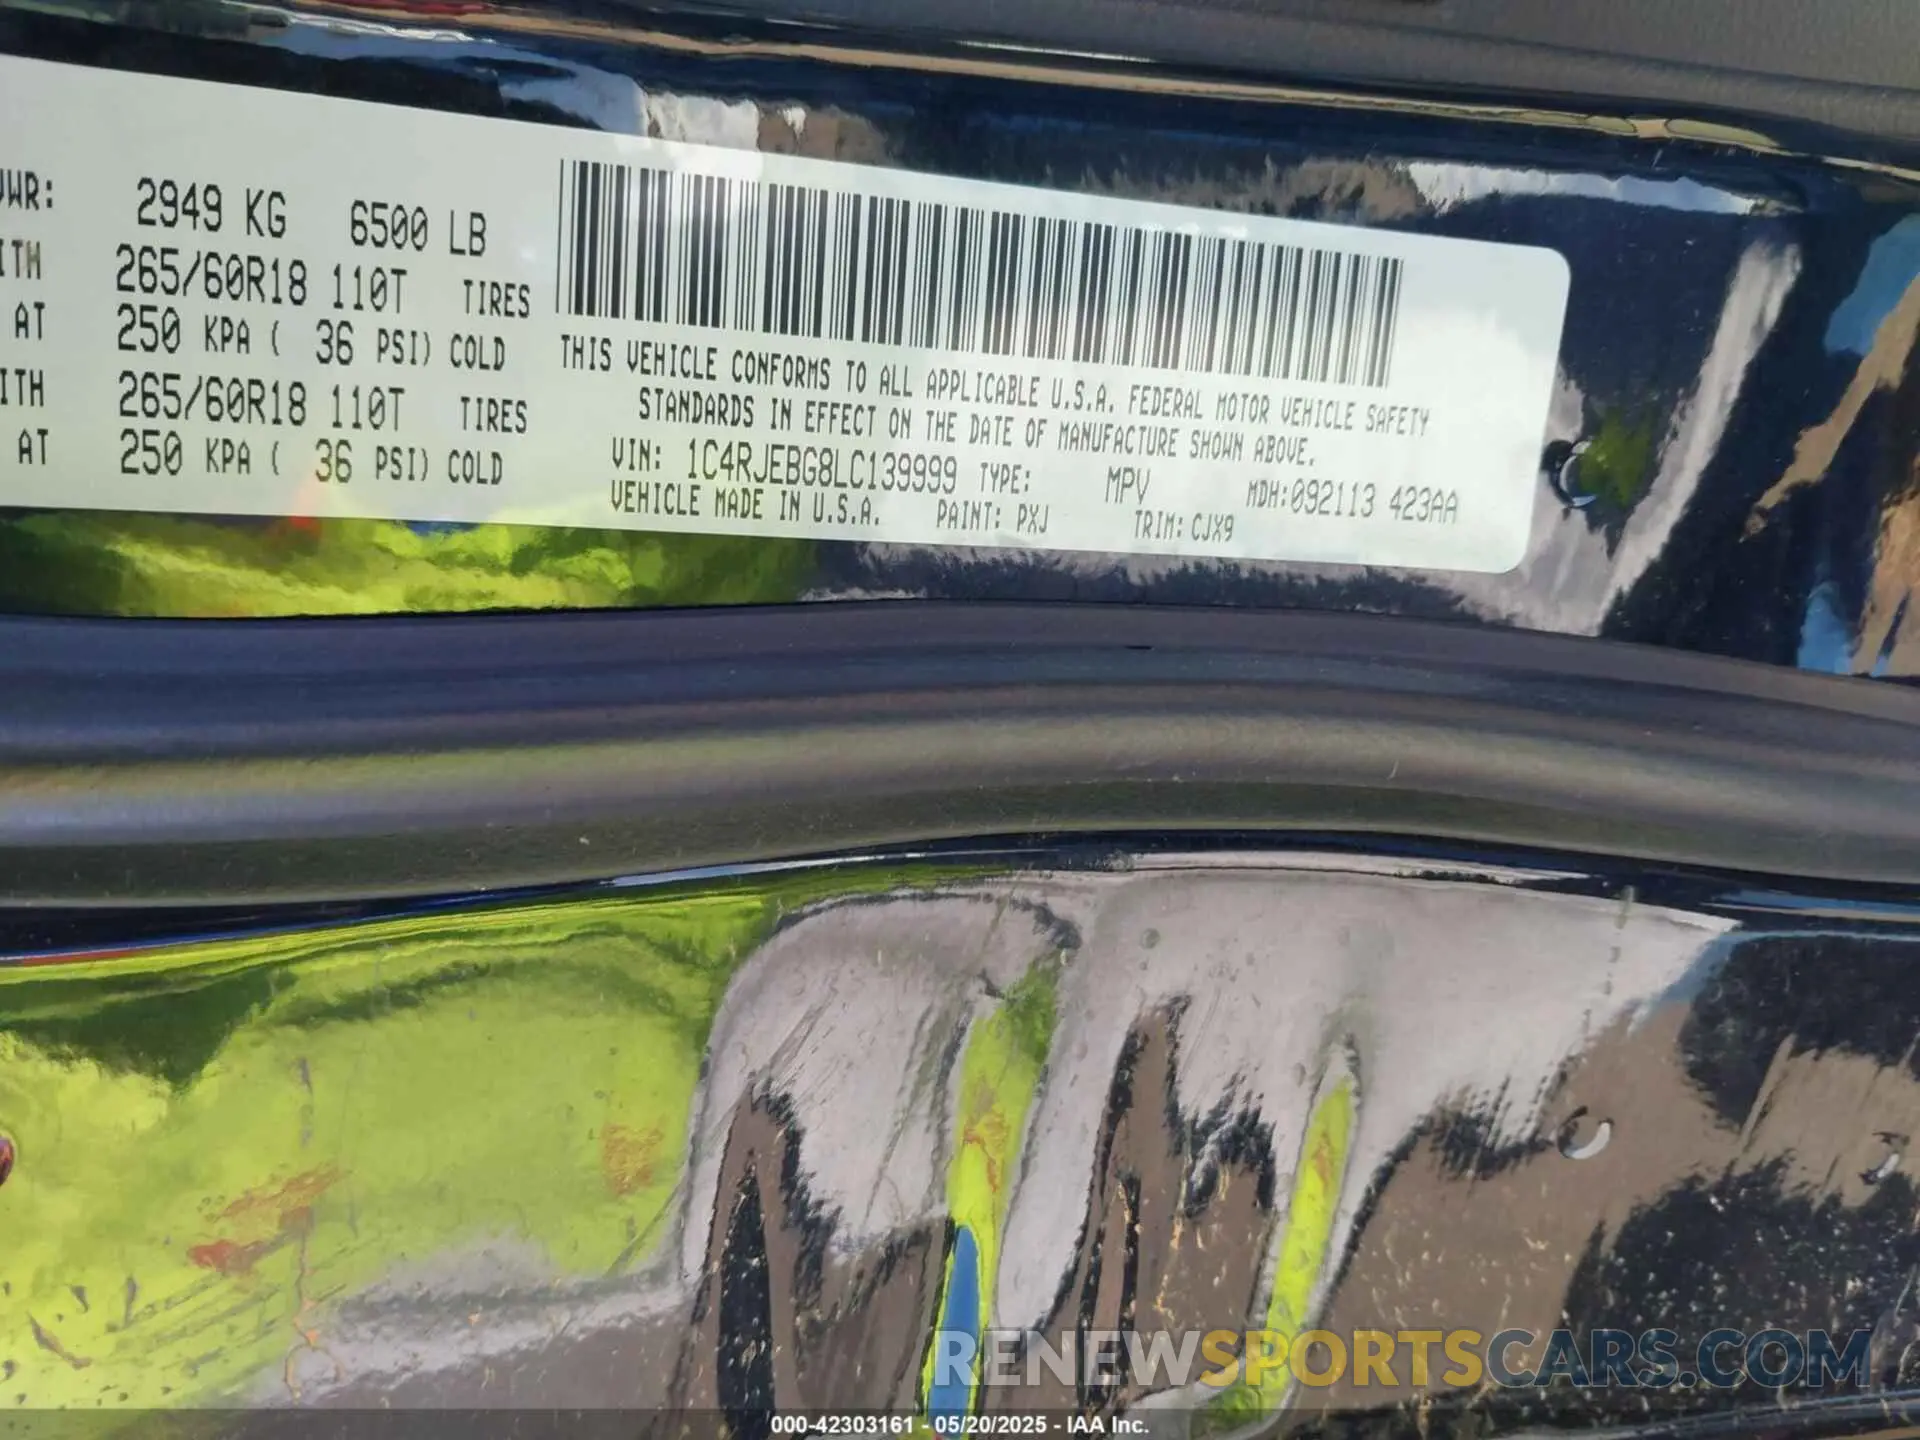 2949 KG 6500 LB
265/60R18 110T TIRES
AT 250 KPA ( 36 PSI) COLD
265/60R18 110T TIRES
AT 250 KPA ( 36 PSI) COLD
THIS VEHICLE CONFORMS TO ALL APPLICABLE U.S.A. FEDERAL MOTOR VEHICLE SAFETY
STANDARDS IN EFFECT ON THE DATE OF MANUFACTURE SHOWN ABOVE.
VIN: 1C4RJEBG8LC139999 TYPE: MPV MDH:092113 423AA
VEHICLE MADE IN U.S.A. PAINT: PXJ TRIM: CJX9
RENEWSPORTSCARS.COM
000-42303161 - 05/20/2025 - IAA Inc.